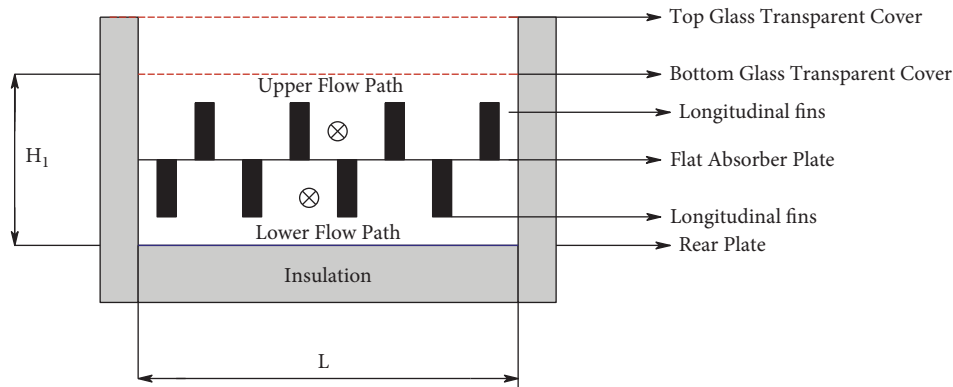 Top Glass Transparent Cover
Bottom Glass Transparent Cover
Upper Flow Path
Longitudinal fins
H₁
Flat Absorber Plate
Longitudinal fins
Lower Flow Path
Rear Plate
Insulation
L